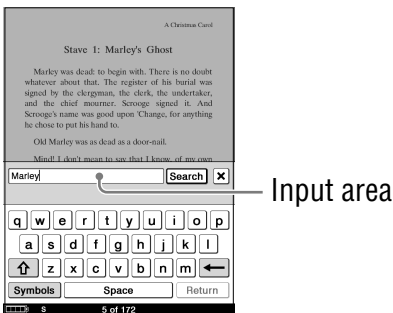 A Christmas Carol
Stave 1: Marley's Ghost
Marley was dead: to begin with. There is no doubt
whatever about that. The register of his burial was
signed by the clergyman, the clerk, the undertaker,
and the chief mourner. Scrooge signed it. And
Scrooge's name was good upon 'Change, for anything
he chose to put his hand to.
Old Marley was as dead as a door-nail.
Mind! I don't mean to say that I know, of my own
Marley
Search
Input area
q w e r t y u i o p
a s d f g h j k l
z x c v b n m
Symbols Space Return
S 5 of 172